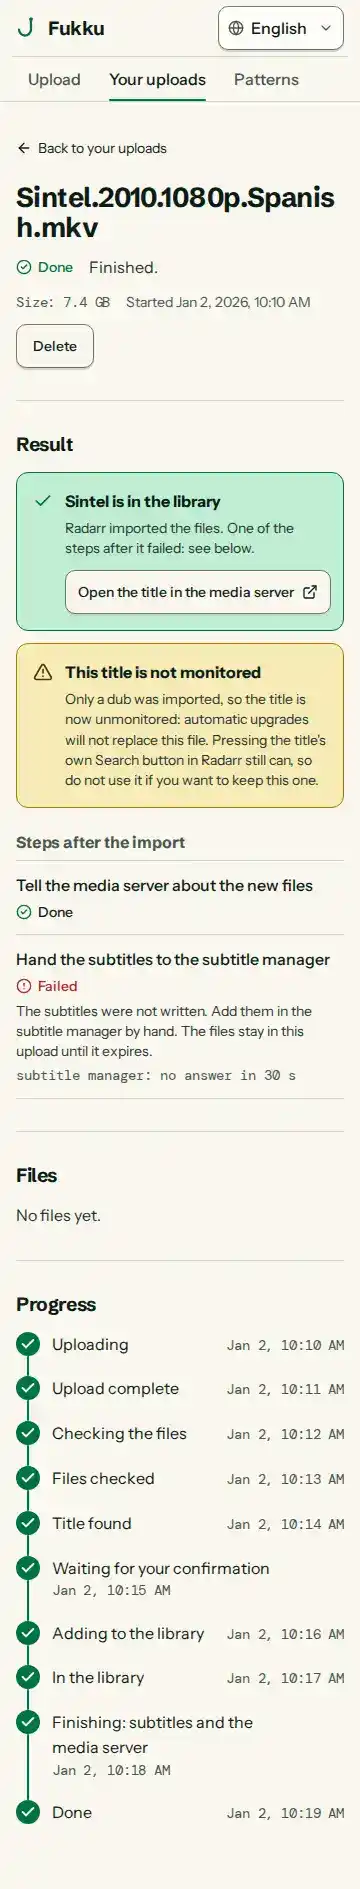 Fukku
English
Upload
Your uploads
Patterns
Back to your uploads
Sintel.2010.1080p.Spanis
h.mkv
Done Finished.
Size: 7.4 GB Started Jan 2, 2026, 10:10 AM
Delete
Result
Sintel is in the library
Radarr imported the files. One of the
steps after it failed: see below.
Open the title in the media server
This title is not monitored
Only a dub was imported, so the title is
now unmonitored: automatic upgrades
will not replace this file. Pressing the title's
own Search button in Radarr still can, so
do not use it if you want to keep this one.
Steps after the import
Tell the media server about the new files
Done
Hand the subtitles to the subtitle manager
Failed
The subtitles were not written. Add them in the
subtitle manager by hand. The files stay in this
upload until it expires.
subtitle manager: no answer in 30 s
Files
No files yet.
Progress
Uploading Jan 2, 10:10 AM
Upload complete Jan 2, 10:11 AM
Checking the files Jan 2, 10:12 AM
Files checked Jan 2, 10:13 AM
Title found Jan 2, 10:14 AM
Waiting for your confirmation
Jan 2, 10:15 AM
Adding to the library Jan 2, 10:16 AM
In the library Jan 2, 10:17 AM
Finishing: subtitles and the
media server
Jan 2, 10:18 AM
Done Jan 2, 10:19 AM